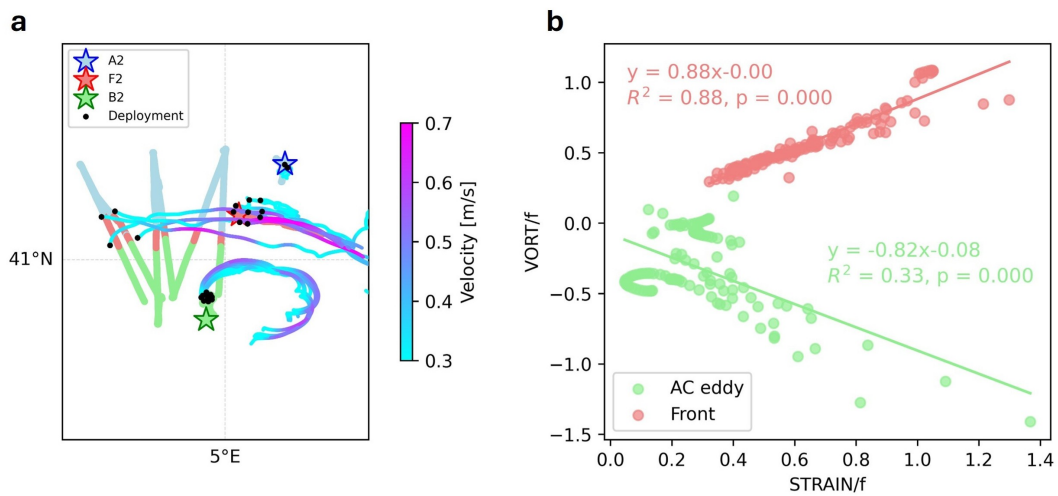 a
A2
F2
B2
Deployment
41°N
5°E
0.7
0.6
0.5
0.4
0.3
Velocity [m/s]
b
y = 0.88x-0.00
R² = 0.88, p = 0.000
y = -0.82x-0.08
R² = 0.33, p = 0.000
AC eddy
Front
1.0
0.5
0.0
−0.5
−1.0
−1.5
VORT/f
0.0 0.2 0.4 0.6 0.8 1.0 1.2 1.4
STRAIN/f